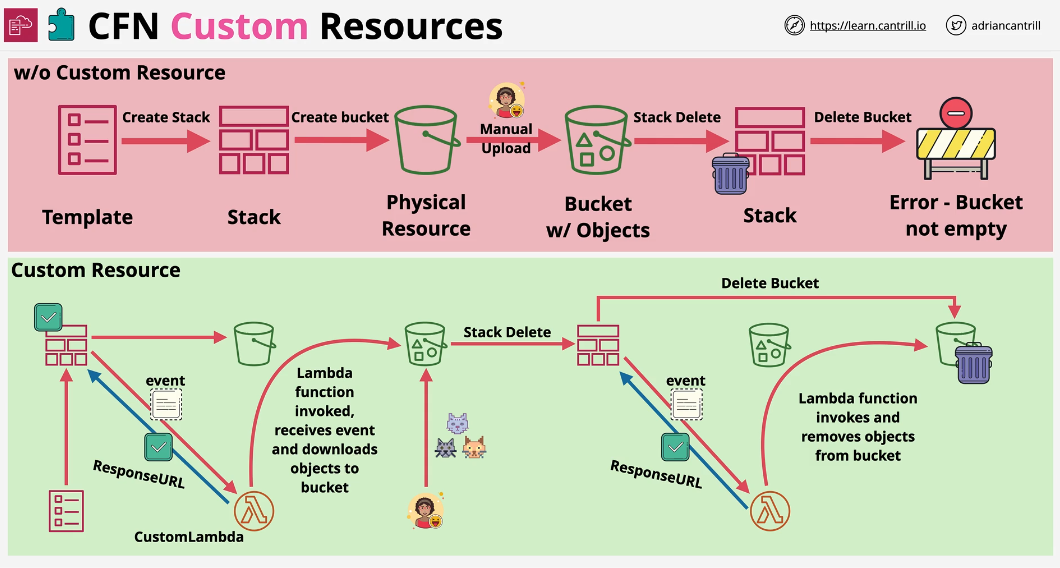 CFN Custom Resources
https://learn.cantrill.io
adriancantrill
w/o Custom Resource
Create Stack
Create bucket
Manual
Upload
Stack Delete
Delete Bucket
Template
Stack
Physical
Resource
Bucket
w/ Objects
Stack
Error - Bucket
not empty
Custom Resource
Delete Bucket
Stack Delete
event
Lambda
function
invoked,
receives event
and downloads
objects to
bucket
ResponseURL
CustomLambda
event
Lambda function
invokes and
removes objects
from bucket
ResponseURL